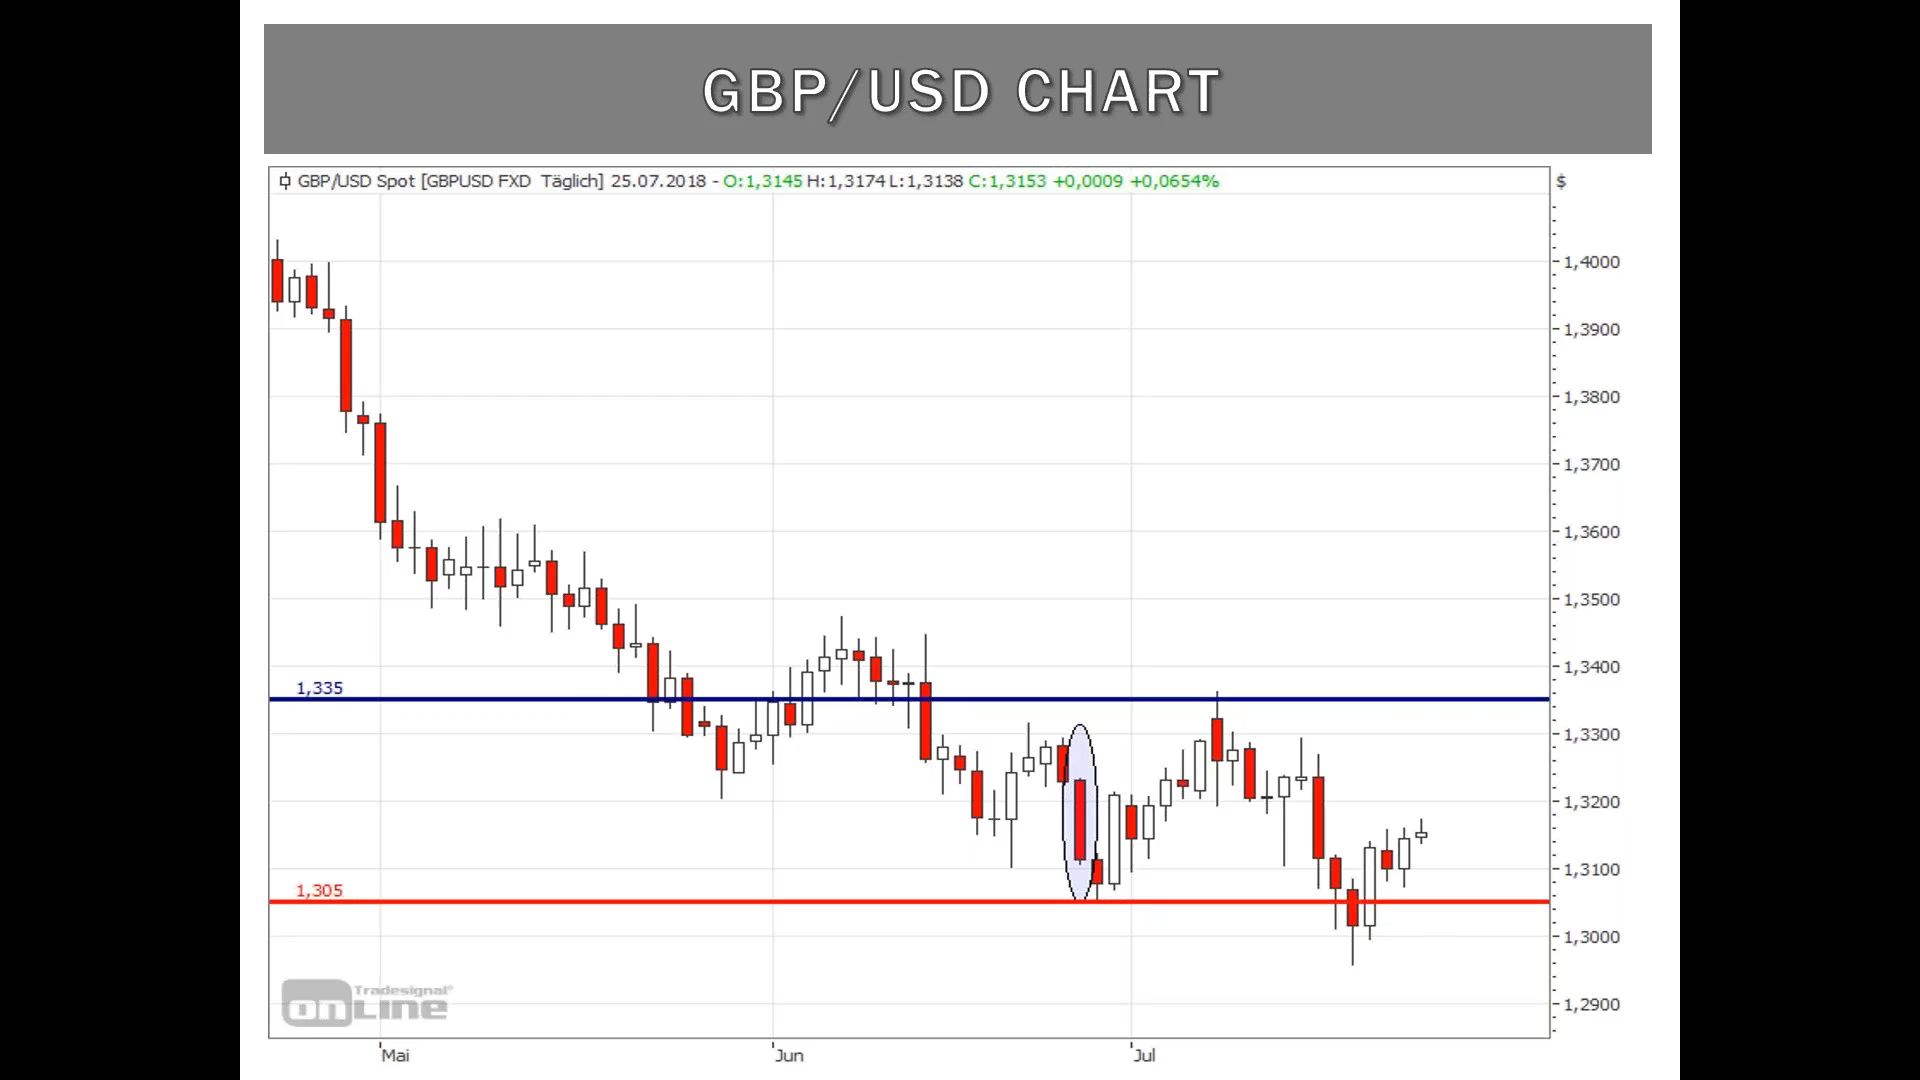 GBP/USD CHART
GBP/USD Spot [GBPUSD FXD Täglich] 25.07.2018 - O:1,3145 H:1,3174 L:1,3138 C:1,3153 +0,0009 +0,0654%
$
1,4000
1,3900
1,3800
1,3700
1,3600
1,3500
1,3400
1,335
1,3300
1,3200
1,3100
1,305
1,3000
1,2900
Tradesignal®
onLine
Mai
Jun
Jul